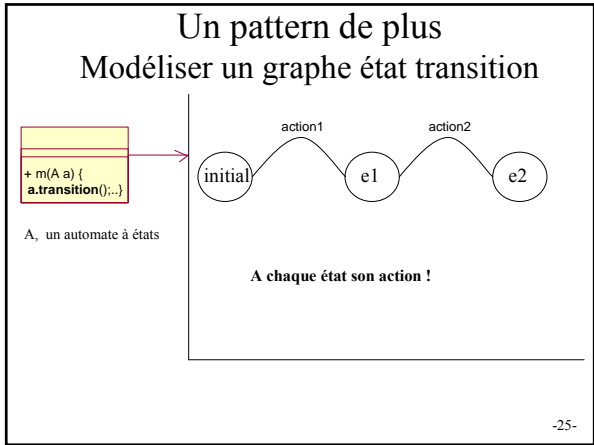 Un pattern de plus
Modéliser un graphe état transition
action1
action2
+ m(A a) {
a.transition();..}
initial
e1
e2
A, un automate à états
A chaque état son action !
-25-